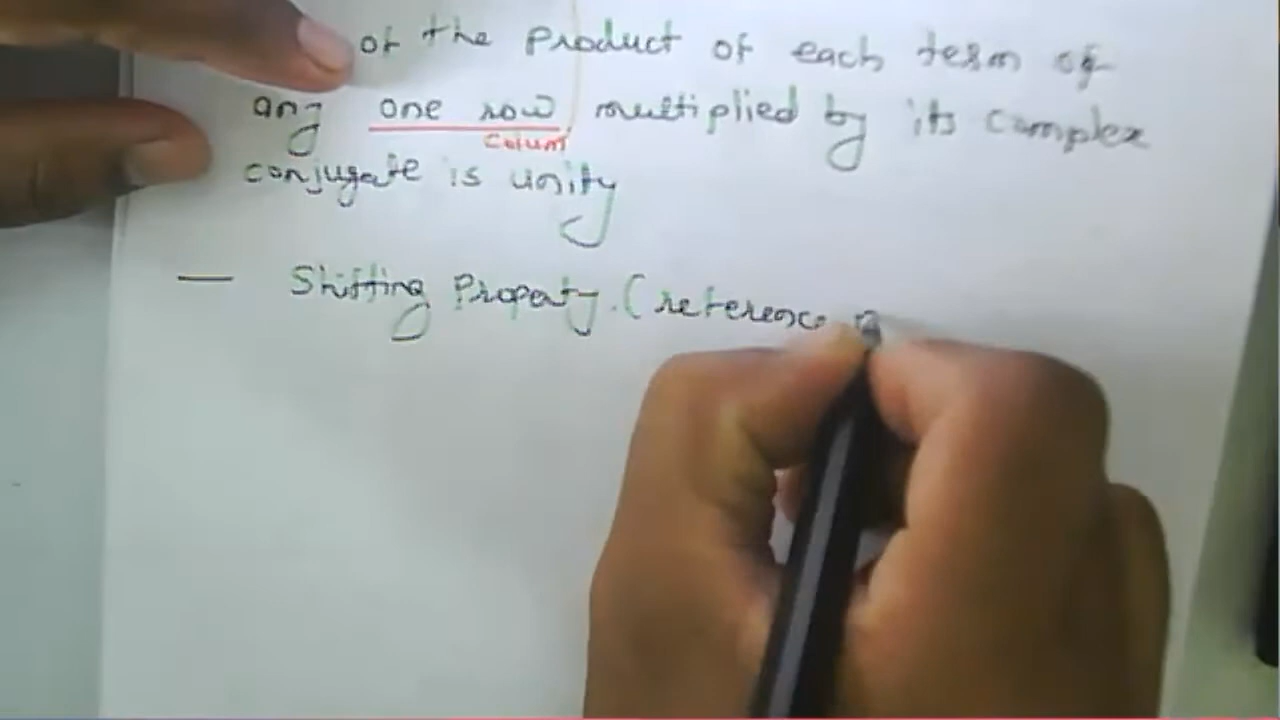 of the product of each term of
any one row multiplied by its complex
colum
conjugate is unity
— Shifting Property. (reference